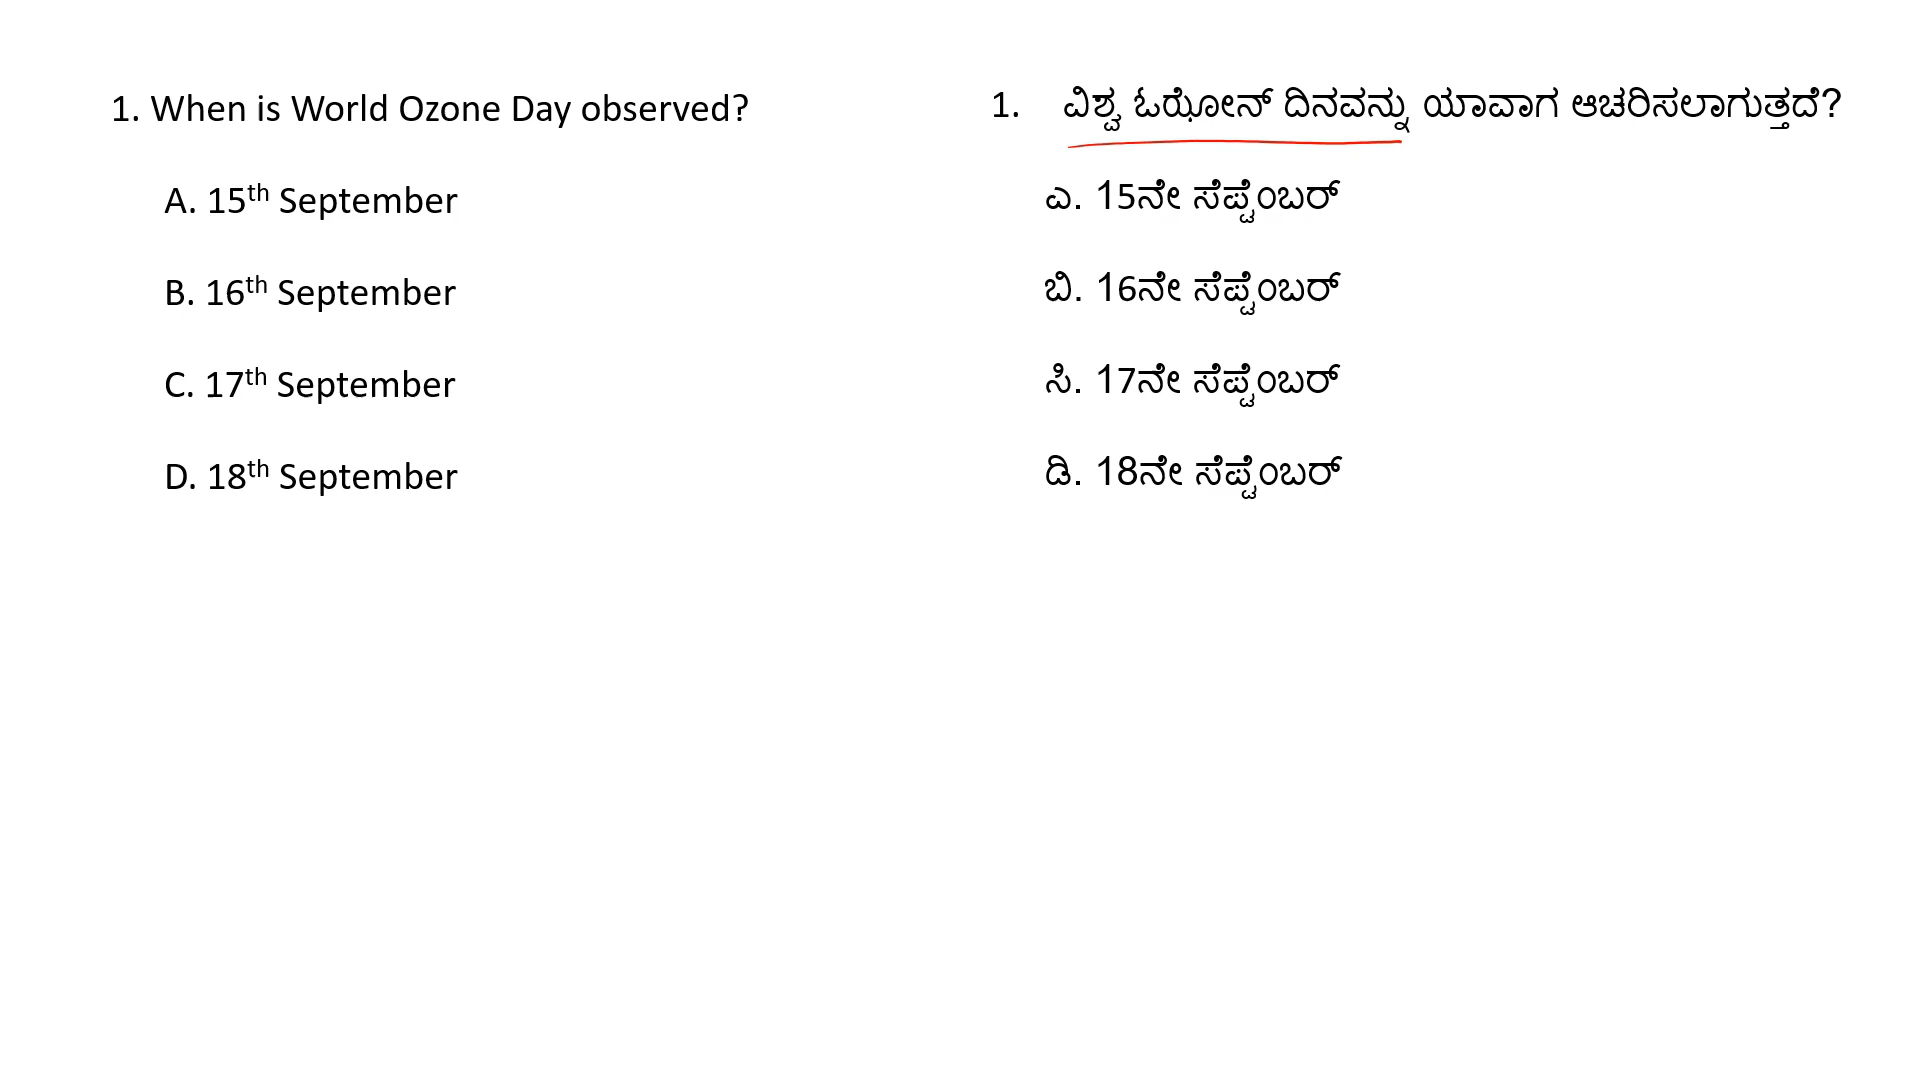 1. When is World Ozone Day observed?
A. 15th September
B. 16th September
C. 17th September
D. 18th September
1. ವಿಶ್ವ ಓಝೋನ್ ದಿನವನ್ನು ಯಾವಾಗ ಆಚರಿಸಲಾಗುತ್ತದೆ?
ಎ. 15ನೇ ಸೆಪ್ಟೆಂಬರ್
ಬಿ. 16ನೇ ಸೆಪ್ಟೆಂಬರ್
ಸಿ. 17ನೇ ಸೆಪ್ಟೆಂಬರ್
ಡಿ. 18ನೇ ಸೆಪ್ಟೆಂಬರ್